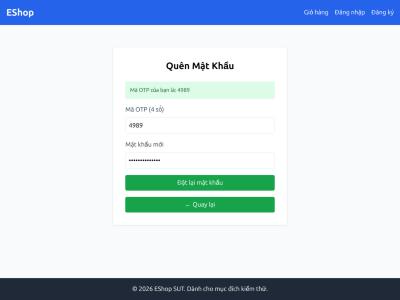 EShop
Giỏ hàng Đăng nhập Đăng ký
Quên Mật Khẩu
Mã OTP của bạn là: 4989
Mã OTP (4 số)
4989
Mật khẩu mới
••••••••••••••
Đặt lại mật khẩu
← Quay lại
© 2026 EShop SUT. Dành cho mục đích kiểm thử.